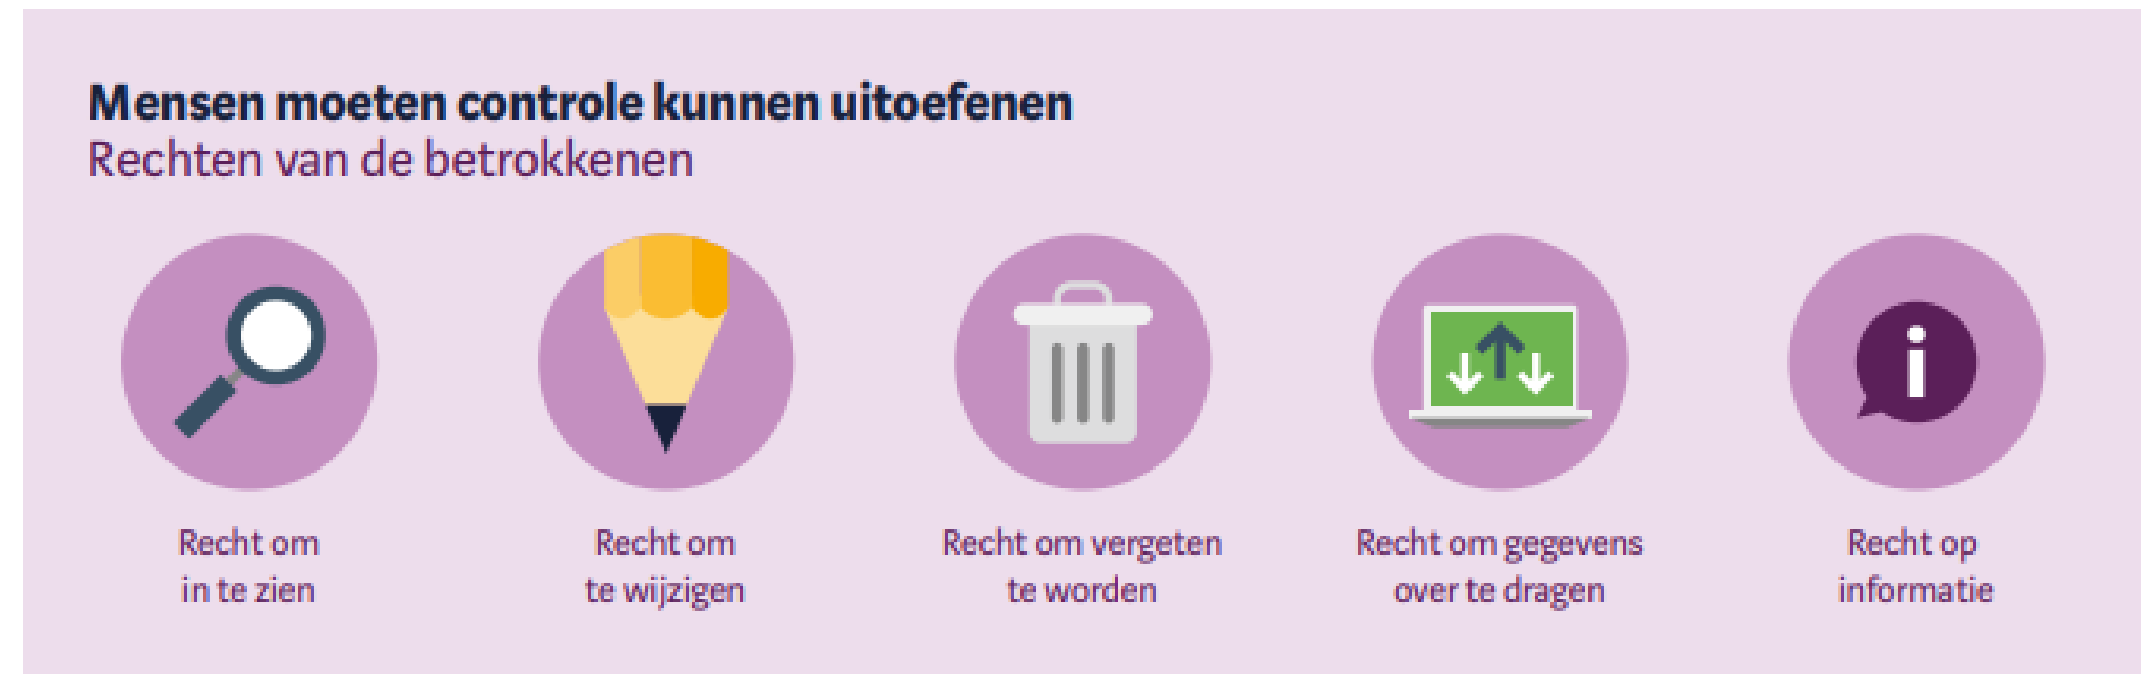 Mensen moeten controle kunnen uitoefenen
Rechten van de betrokkenen
Recht om
in te zien
Recht om
te wijzigen
Recht om vergeten
te worden
Recht om gegevens
over te dragen
i
Recht op
informatie